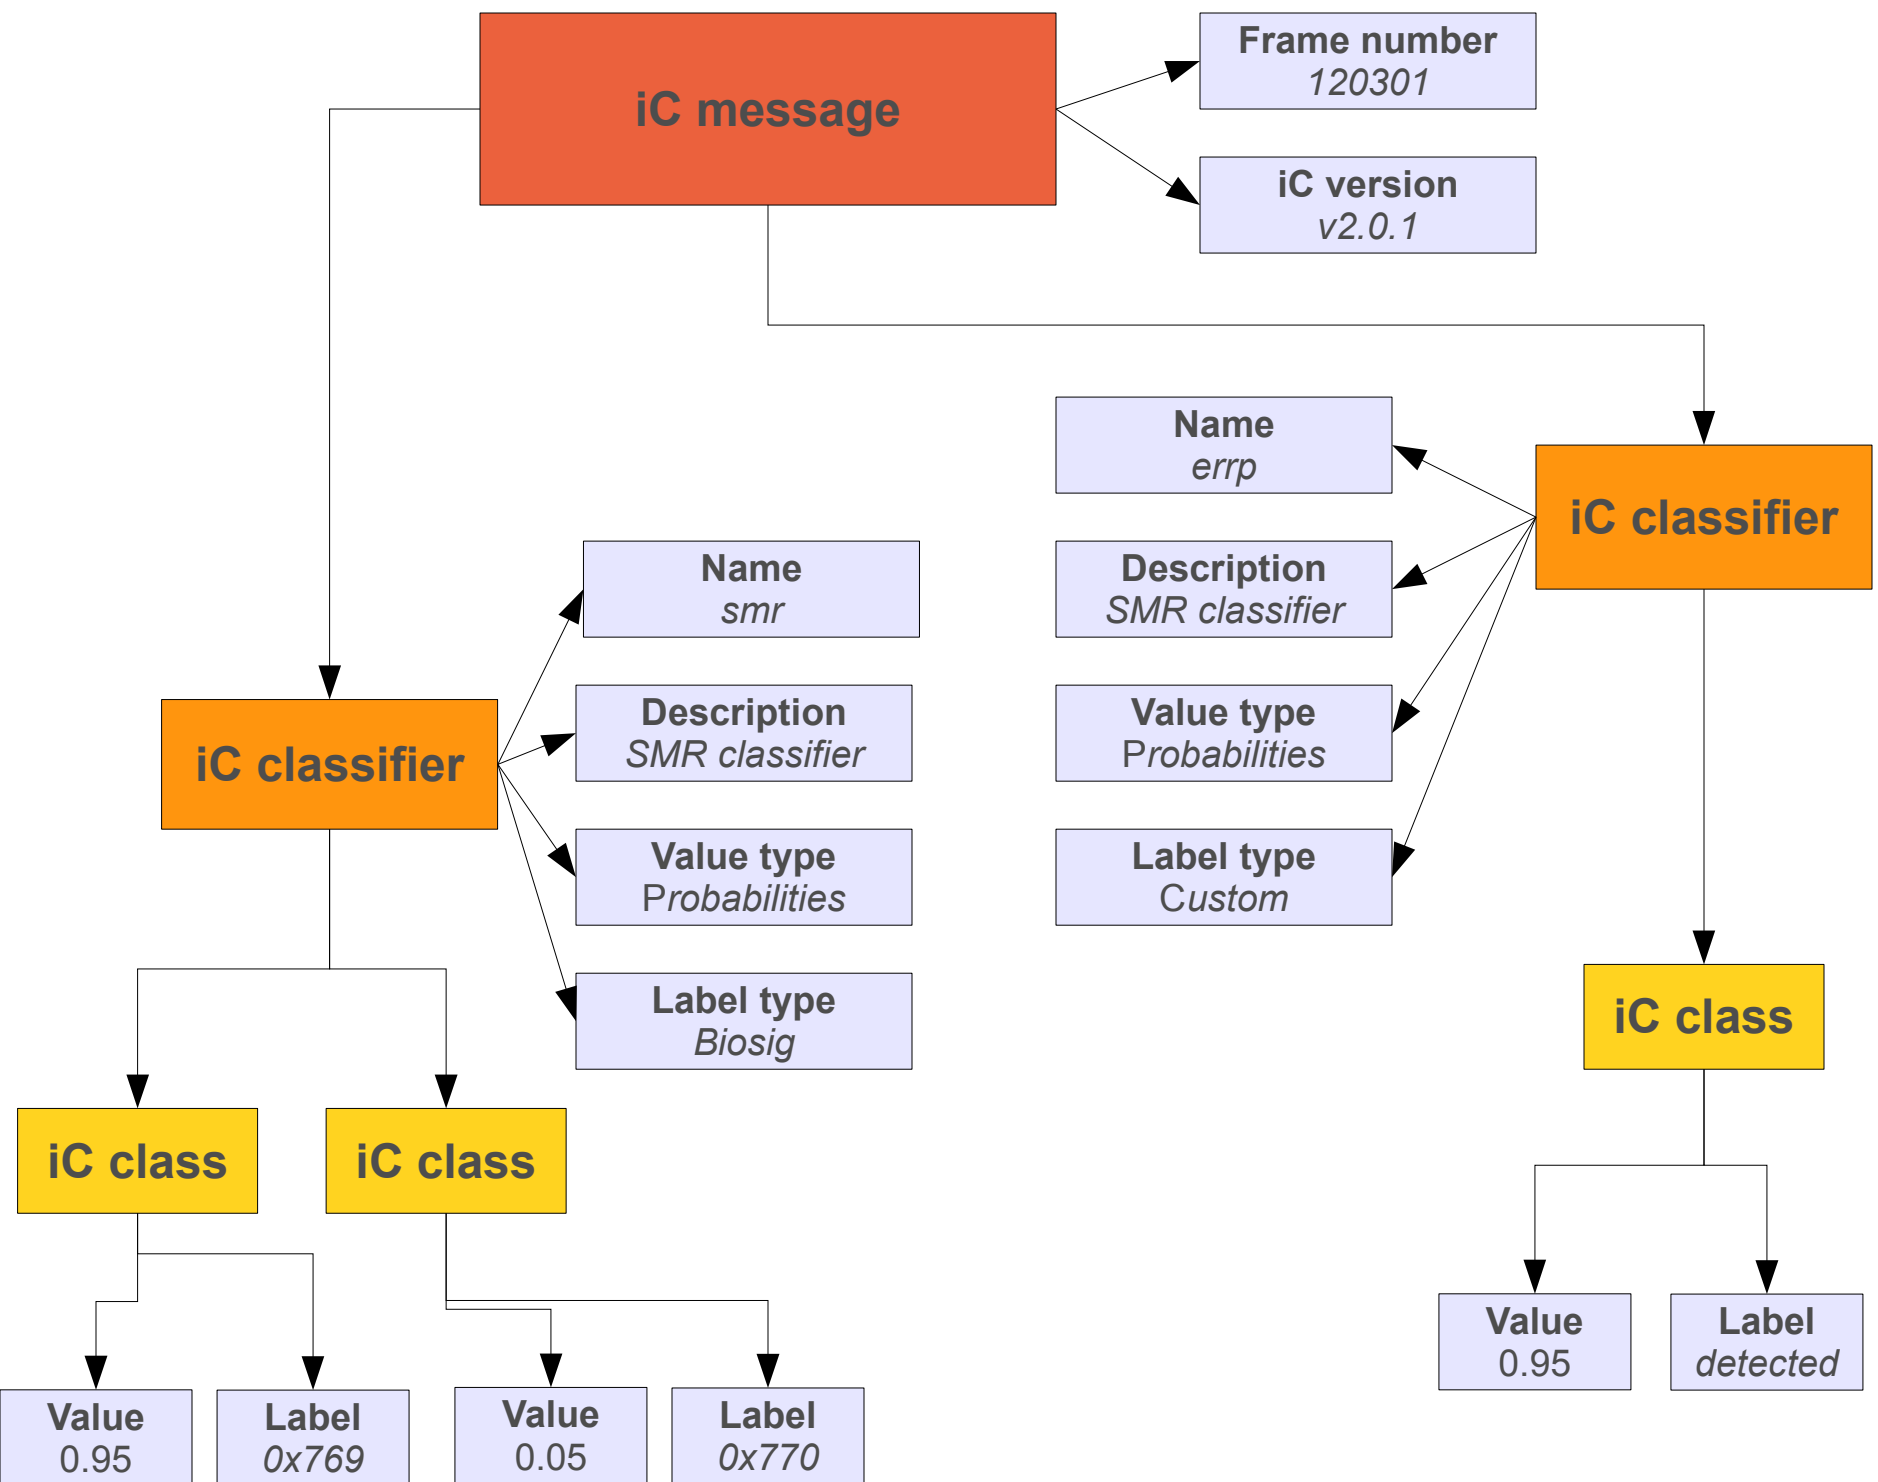 iC message
Frame number
120301
iC version
v2.0.1
Name
errp
iC classifier
Description
SMR classifier
Value type
Probabilities
Label type
Custom
Name
smr
iC classifier
Description
SMR classifier
Value type
Probabilities
Label type
Biosig
iC class
iC class
iC class
Value
0.95
Label
detected
Value
0.95
Label
0x769
Value
0.05
Label
0x770